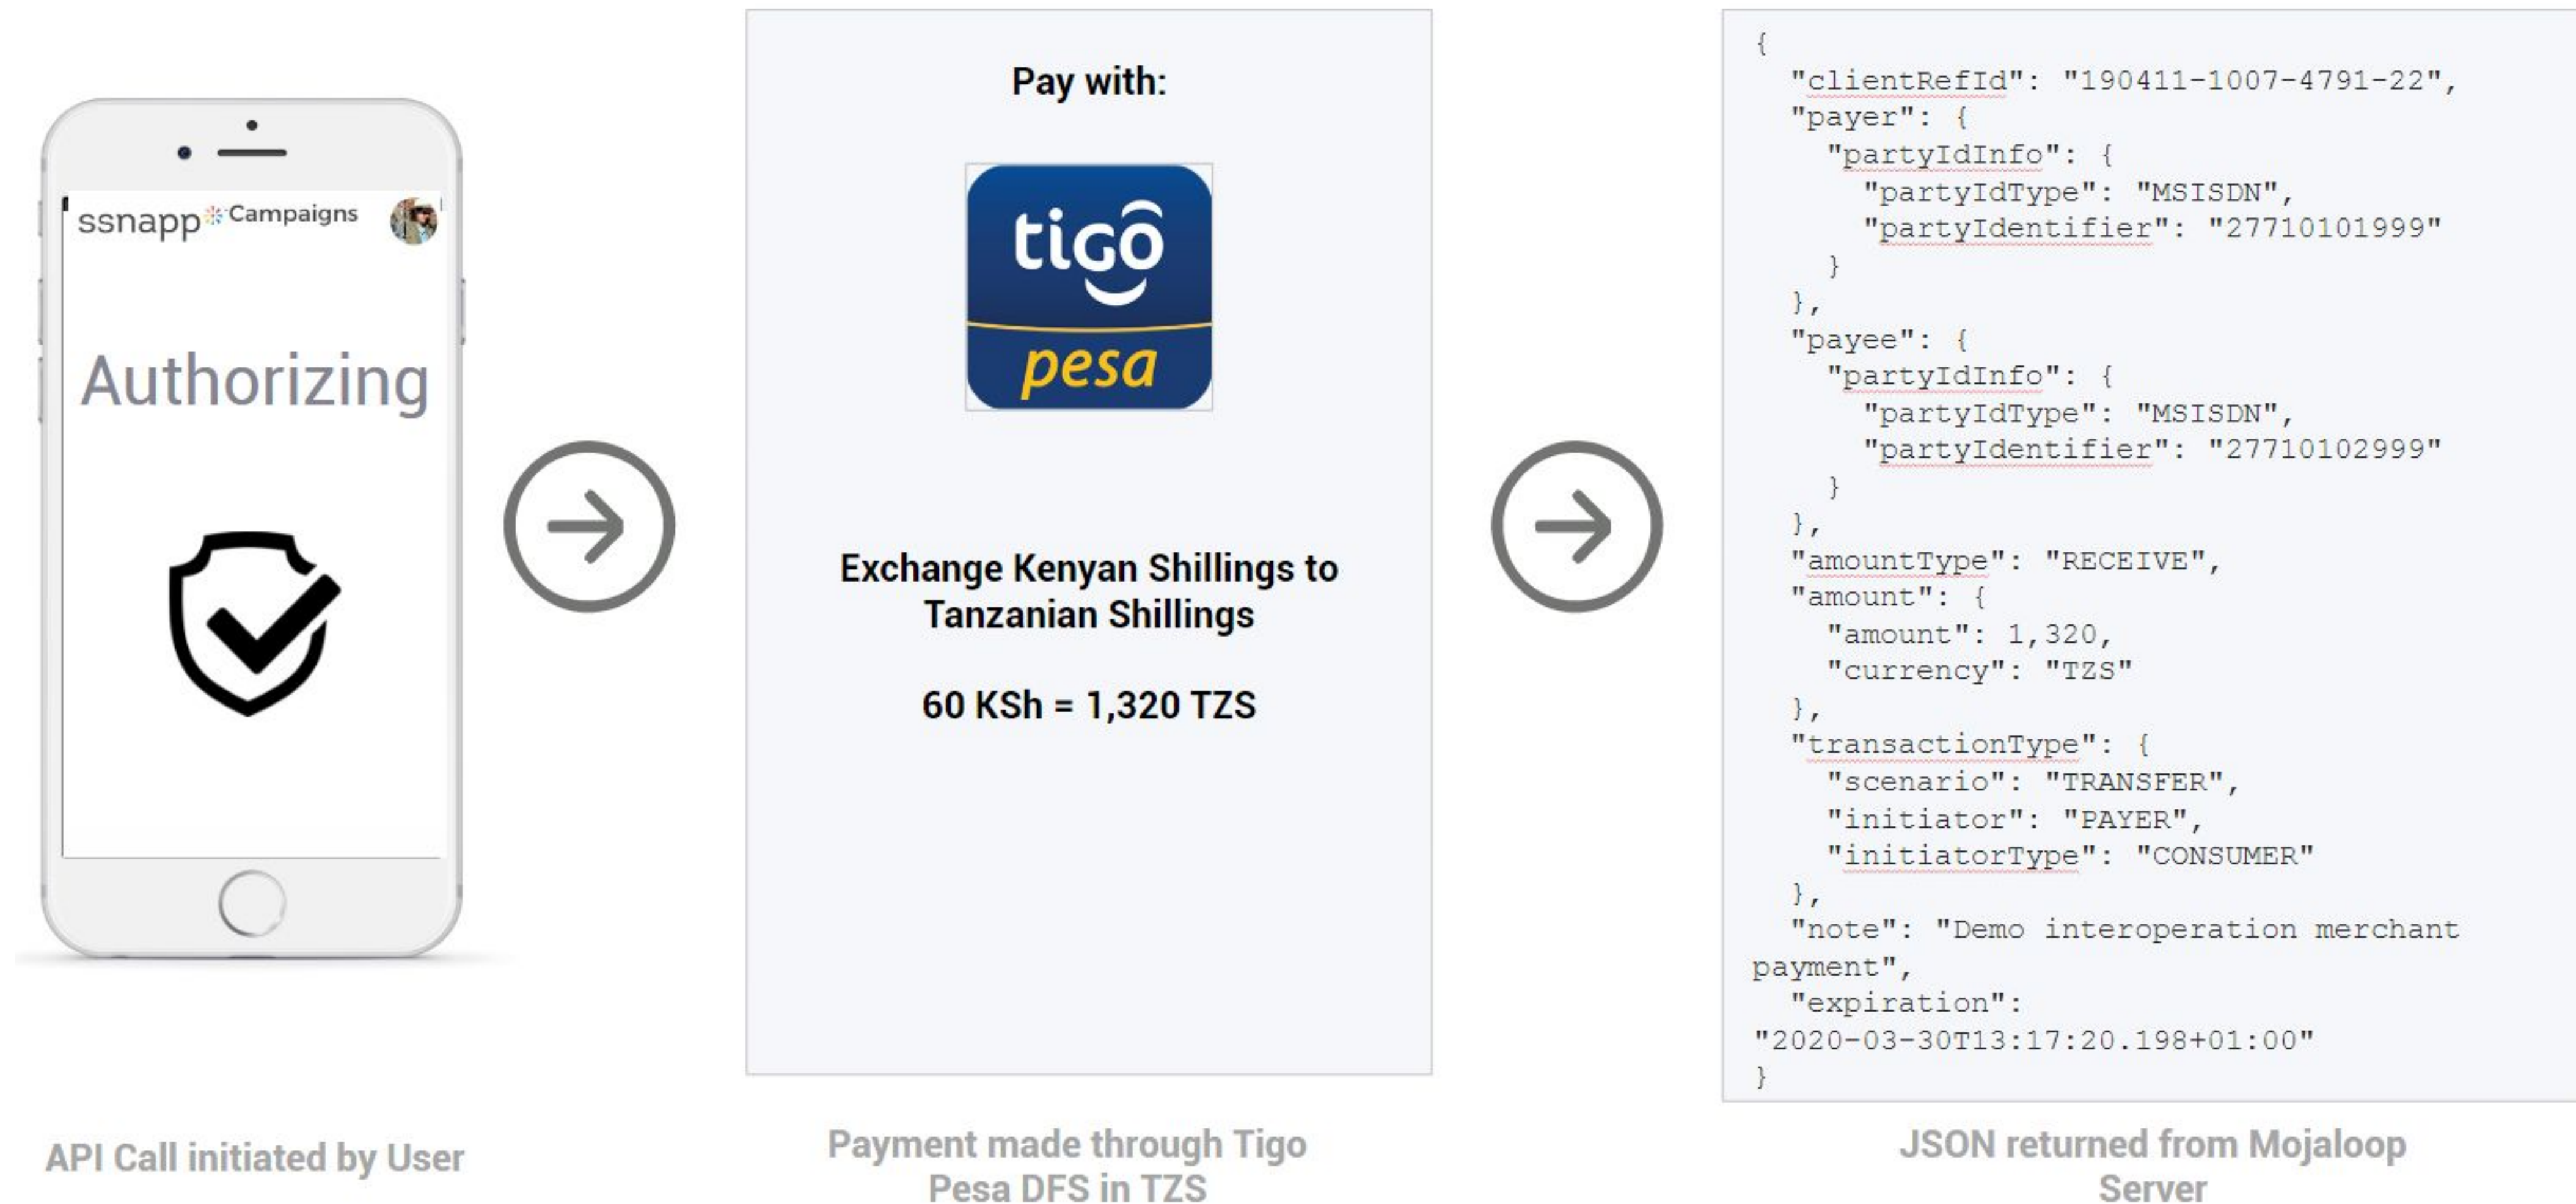 ssnapp Campaigns
Authorizing
API Call initiated by User
Pay with:
tigo
pesa
Exchange Kenyan Shillings to
Tanzanian Shillings
60 KSh = 1,320 TZS
Payment made through Tigo
Pesa DFS in TZS
{
"clientRefId": "190411-1007-4791-22",
"payer": {
"partyIdInfo": {
"partyIdType": "MSISDN",
"partyIdentifier": "27710101999"
}
},
"payee": {
"partyIdInfo": {
"partyIdType": "MSISDN",
"partyIdentifier": "27710102999"
}
},
"amountType": "RECEIVE",
"amount": {
"amount": 1,320,
"currency": "TZS"
},
"transactionType": {
"scenario": "TRANSFER",
"initiator": "PAYER",
"initiatorType": "CONSUMER"
},
"note": "Demo interoperation merchant
payment",
"expiration":
"2020-03-30T13:17:20.198+01:00"
}
JSON returned from Mojaloop
Server